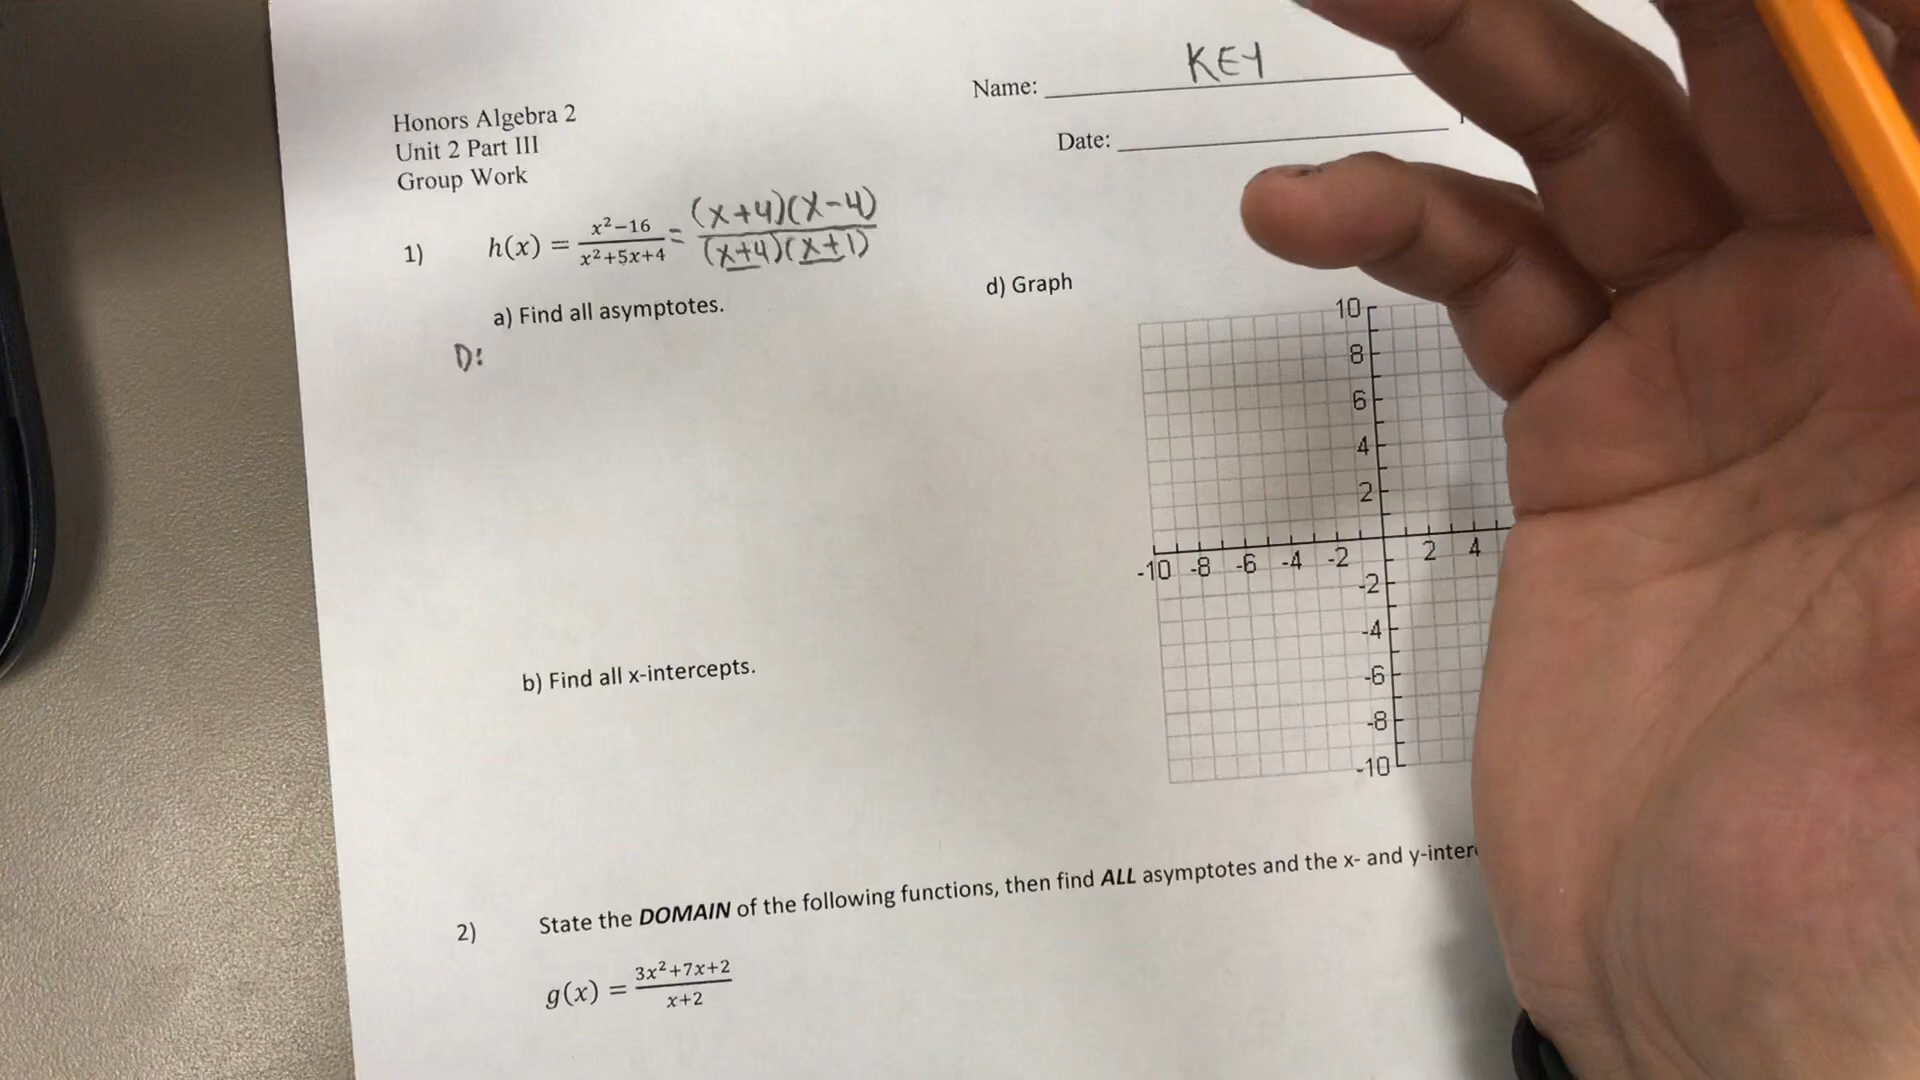 Honors Algebra 2
Unit 2 Part III
Group Work
Name: KEY
Date:
1) h(x) = x²−16 / x²+5x+4 = (x+4)(x−4) / (x+4)(x+1)
a) Find all asymptotes.
D:
d) Graph
10
8
6
4
2
-10 -8 -6 -4 -2 2 4
-2
-4
-6
-8
-10
b) Find all x-intercepts.
2) State the DOMAIN of the following functions, then find ALL asymptotes and the x- and y-inter
g(x) = 3x²+7x+2 / x+2